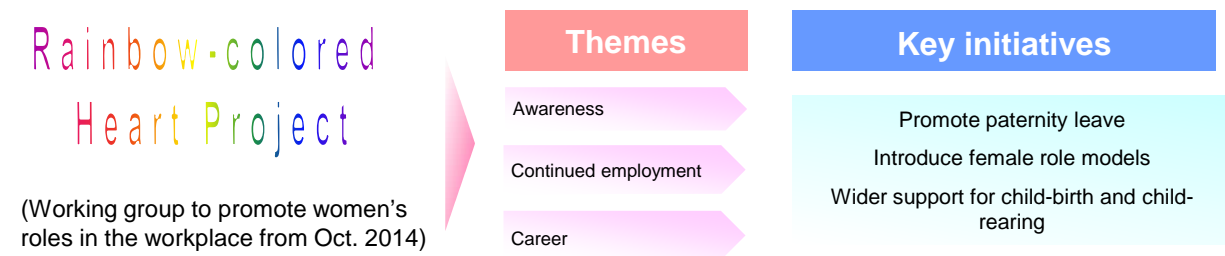 Rainbow-colored
Heart Project
(Working group to promote women's
roles in the workplace from Oct. 2014)
Themes
Awareness
Continued employment
Career
Key initiatives
Promote paternity leave
Introduce female role models
Wider support for child-birth and child-
rearing